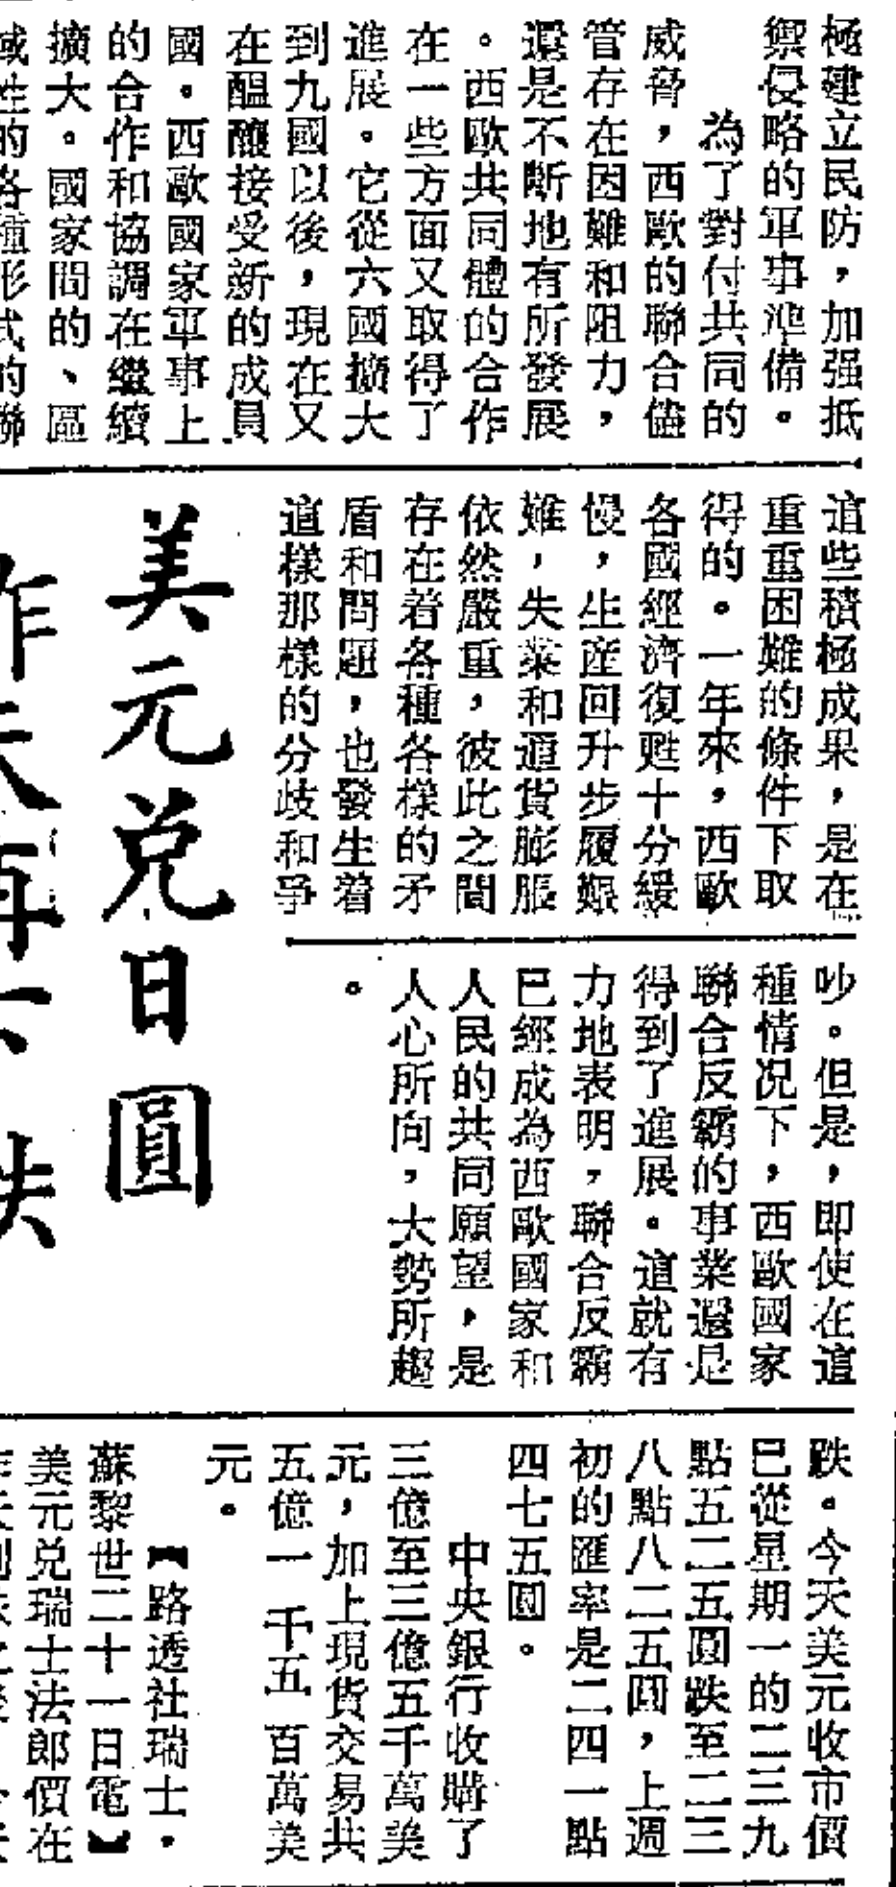 極建立民防，加强抵
禦侵略的軍事準備。
為了對付共同的
威脅，西歐的聯合儘
管存在困難和阻力，
還是不斷地有所發展
。西歐共同體的合作
在一些方面又取得了
進展。它從六國擴大
到九國以後，現在又
在醞釀接受新的成員
國。西歐國家軍事上
的合作和協調在繼續
擴大。國家間的、區
域性的各種形式的聯
這些積極成果，是在
重重困難的條件下取
得的。一年來，西歐
各國經濟復甦十分緩
慢，生産回升步履艱
難，失業和通貨膨脹
依然嚴重，彼此之間
存在着各種各樣的矛
盾和問題，也發生着
這樣那樣的分歧和爭
吵。但是，即使在這
種情况下，西歐國家
聯合反霸的事業還是
得到了進展。這就有
力地表明，聯合反霸
已經成為西歐國家和
人民的共同願望，是
人心所向，大勢所趨
。
美元兑日圓
昨天再下跌
跌。今天美元收市價
已從星期一的二三九
點五二五圓跌至二三
八點八二五圓，上週
初的匯率是二四一點
四七五圓。
中央銀行收購了
三億至三億五千萬美
元，加上現貨交易共
五億一千五百萬美
元。
【路透社瑞士·
蘇黎世二十一日電】
美元兑瑞士法郎價在